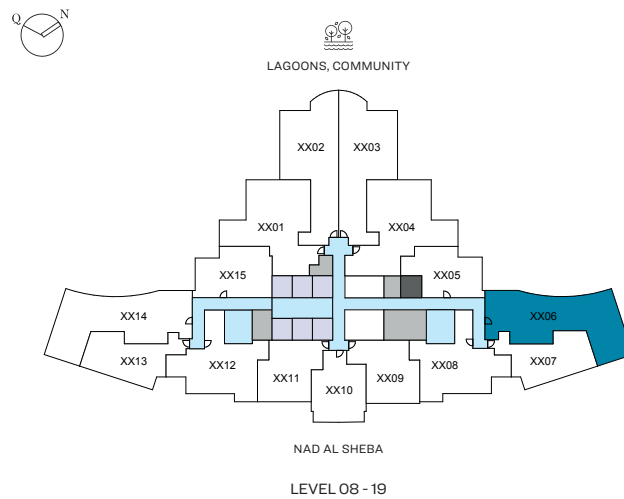 Q N
LAGOONS, COMMUNITY
XX02 XX03
XX01 XX04
XX15 XX05
XX14 XX06
XX13 XX12 XX11 XX10 XX09 XX08 XX07
NAD AL SHEBA
LEVEL 08 - 19